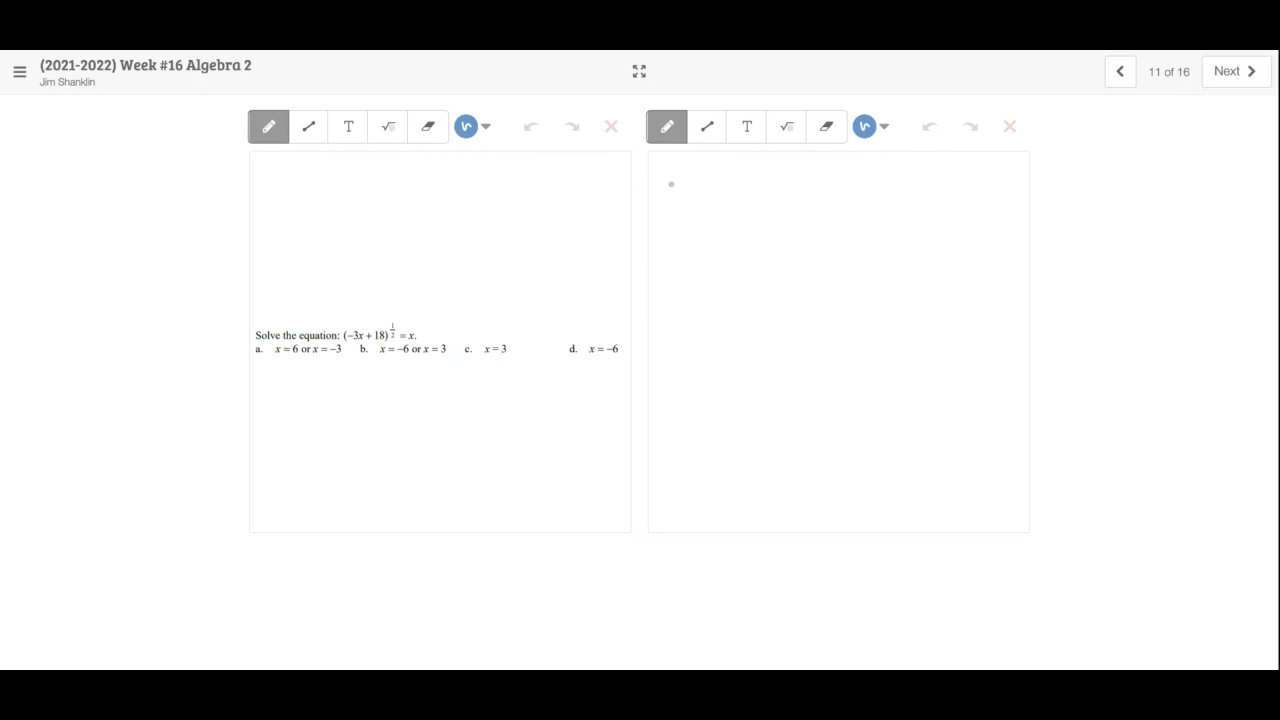 (2021-2022) Week #16 Algebra 2
Jim Shanklin
11 of 16
Next
T
T
Solve the equation: (−3x + 18)^(1/2) = x.
a. x = 6 or x = −3 b. x = −6 or x = 3 c. x = 3 d. x = −6